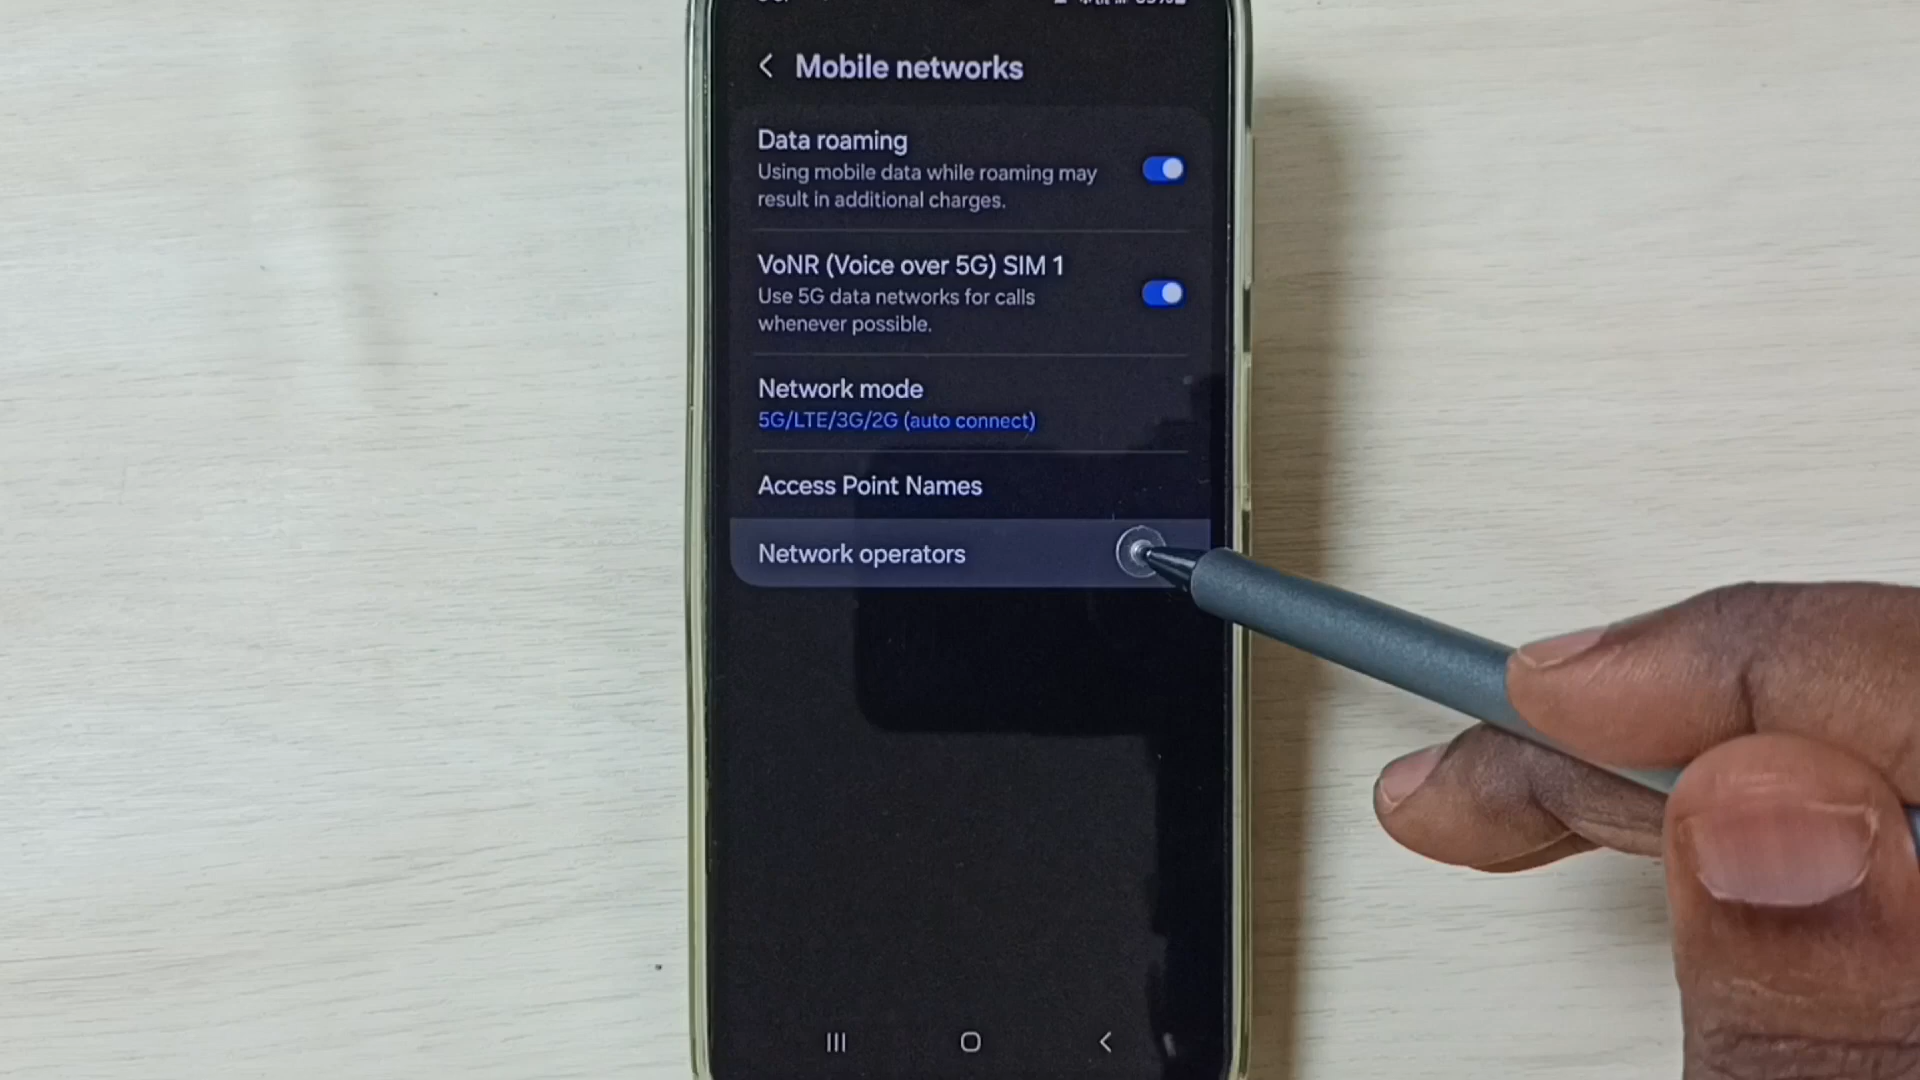 Mobile networks
Data roaming
Using mobile data while roaming may
result in additional charges.
VoNR (Voice over 5G) SIM 1
Use 5G data networks for calls
whenever possible.
Network mode
5G/LTE/3G/2G (auto connect)
Access Point Names
Network operators